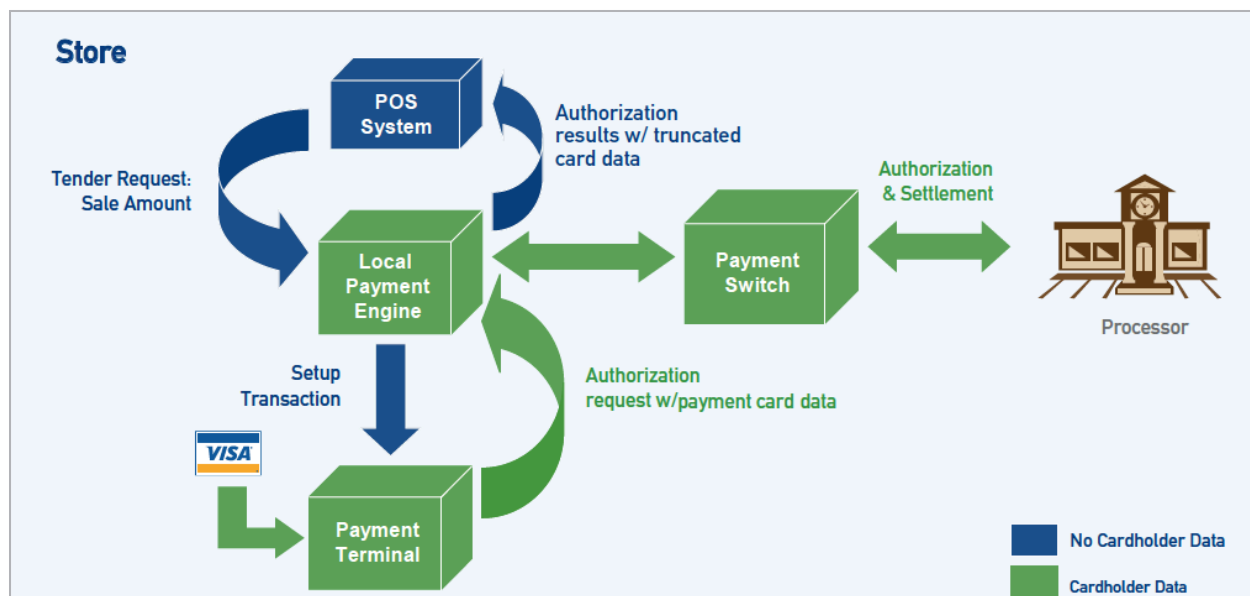 Store
POS
System
Authorization
results w/ truncated
card data
Tender Request:
Sale Amount
Authorization
& Settlement
Local
Payment
Engine
Payment
Switch
Processor
Setup
Transaction
Authorization
request w/payment card data
VISA
Payment
Terminal
No Cardholder Data
Cardholder Data